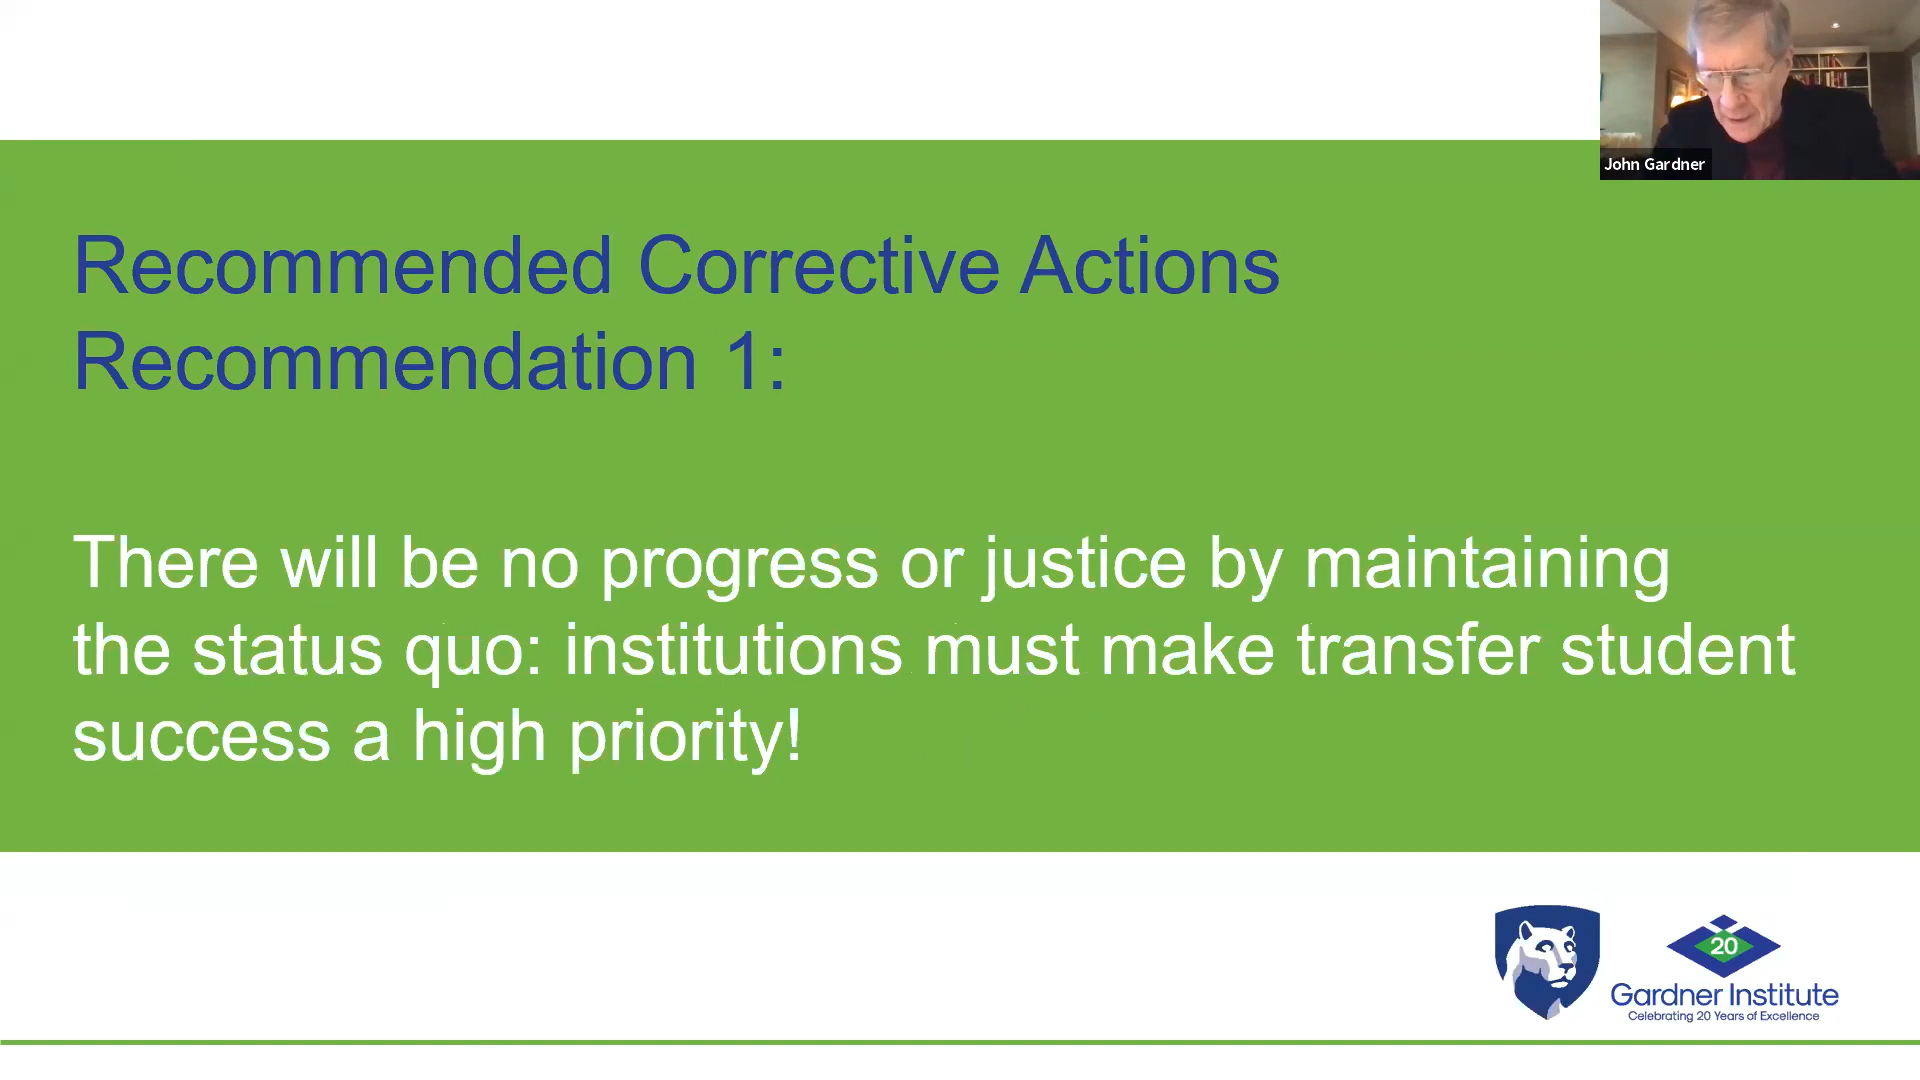 John Gardner
Recommended Corrective Actions
Recommendation 1:
There will be no progress or justice by maintaining
the status quo: institutions must make transfer student
success a high priority!
20
Gardner Institute
Celebrating 20 Years of Excellence